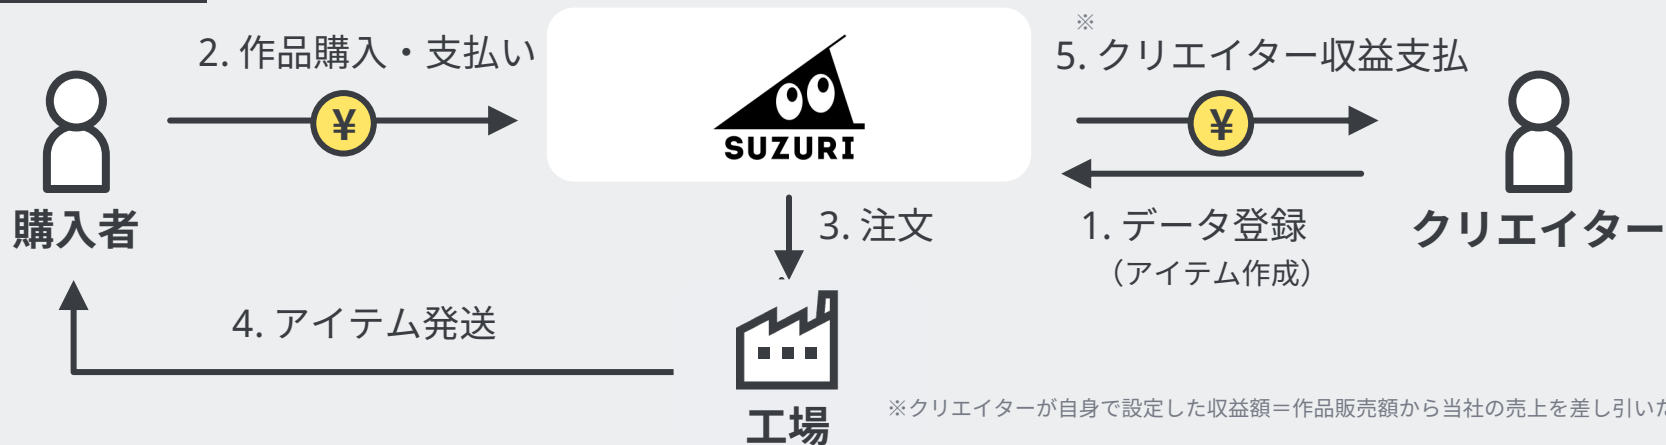 ※
2. 作品購入・支払い
5. クリエイター収益支払
¥
¥
SUZURI
購入者
3. 注文
1. データ登録
（アイテム作成）
クリエイター
4. アイテム発送
工場
※クリエイターが自身で設定した収益額＝作品販売額から当社の売上を差し引いた